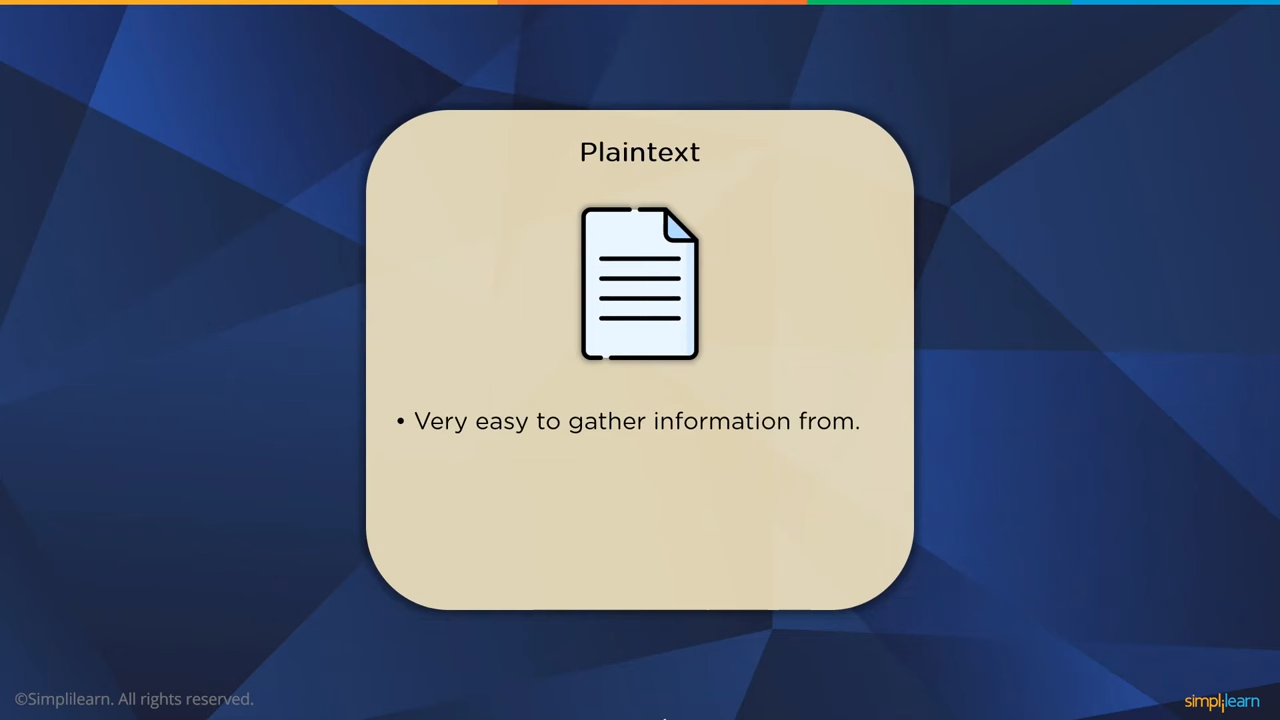 Plaintext
• Very easy to gather information from.
©Simplilearn. All rights reserved.
simplilearn